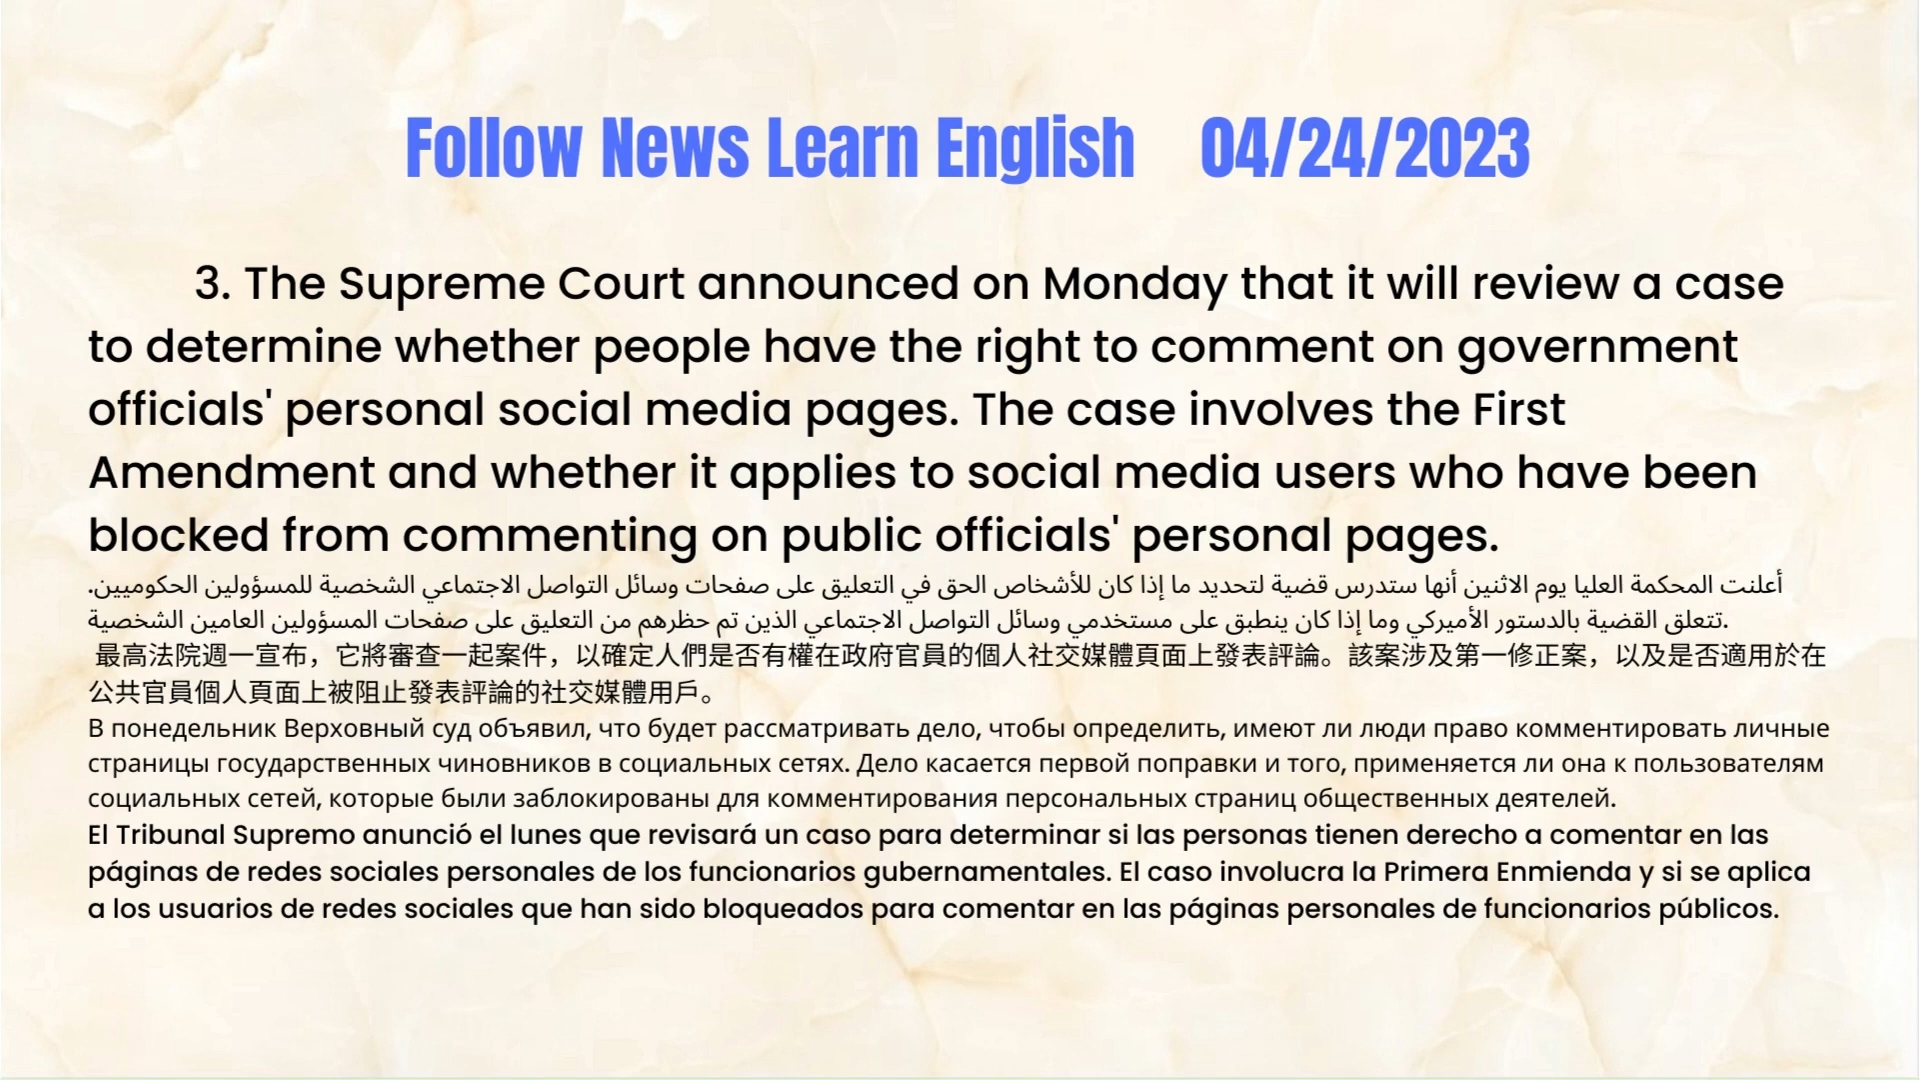 Follow News Learn English 04/24/2023
3. The Supreme Court announced on Monday that it will review a case
to determine whether people have the right to comment on government
officials' personal social media pages. The case involves the First
Amendment and whether it applies to social media users who have been
blocked from commenting on public officials' personal pages.
أعلنت المحكمة العليا يوم الاثنين أنها ستدرس قضية لتحديد ما إذا كان للأشخاص الحق في التعليق على صفحات وسائل التواصل الاجتماعي الشخصية للمسؤولين الحكوميين.
تتعلق القضية بالدستور الأميركي وما إذا كان ينطبق على مستخدمي وسائل التواصل الاجتماعي الذين تم حظرهم من التعليق على صفحات المسؤولين العامين الشخصية.
最高法院週一宣布，它將審查一起案件，以確定人們是否有權在政府官員的個人社交媒體頁面上發表評論。該案涉及第一修正案，以及是否適用於在
公共官員個人頁面上被阻止發表評論的社交媒體用戶。
В понедельник Верховный суд объявил, что будет рассматривать дело, чтобы определить, имеют ли люди право комментировать личные
страницы государственных чиновников в социальных сетях. Дело касается первой поправки и того, применяется ли она к пользователям
социальных сетей, которые были заблокированы для комментирования персональных страниц общественных деятелей.
El Tribunal Supremo anunció el lunes que revisará un caso para determinar si las personas tienen derecho a comentar en las
páginas de redes sociales personales de los funcionarios gubernamentales. El caso involucra la Primera Enmienda y si se aplica
a los usuarios de redes sociales que han sido bloqueados para comentar en las páginas personales de funcionarios públicos.